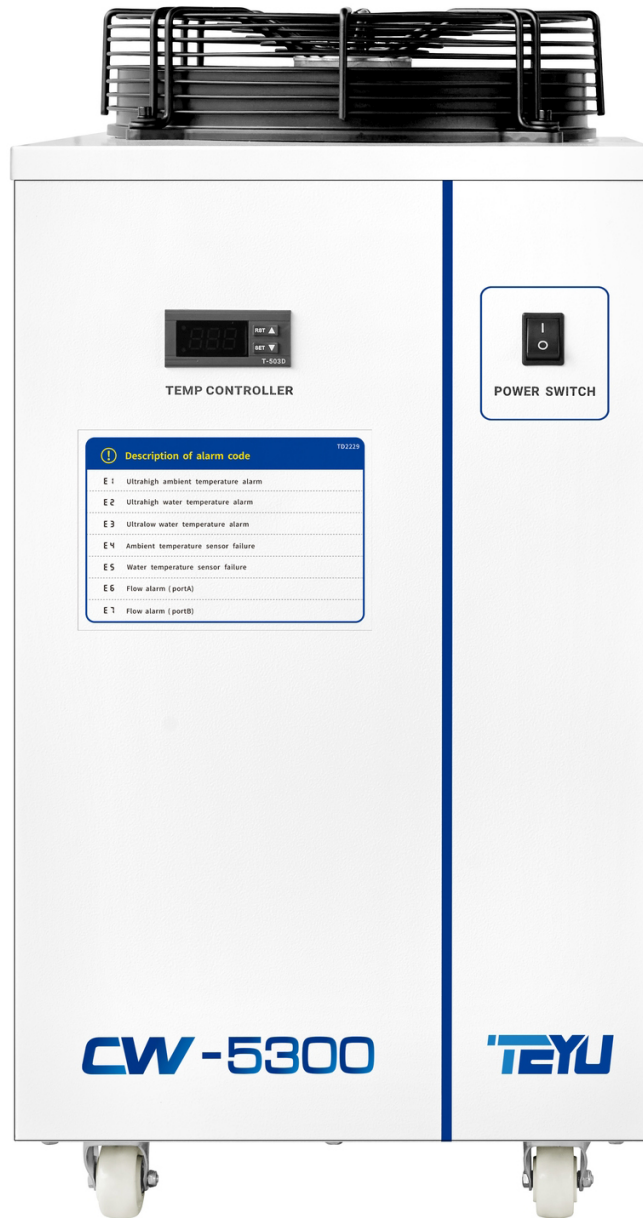 RST ▲
SET ▼
T-503D
TEMP CONTROLLER
I
O
POWER SWITCH
TD2229
! Description of alarm code
E1 Ultrahigh ambient temperature alarm
E2 Ultrahigh water temperature alarm
E3 Ultralow water temperature alarm
E4 Ambient temperature sensor failure
E5 Water temperature sensor failure
E6 Flow alarm (portA)
E7 Flow alarm (portB)
CW-5300
TEYU